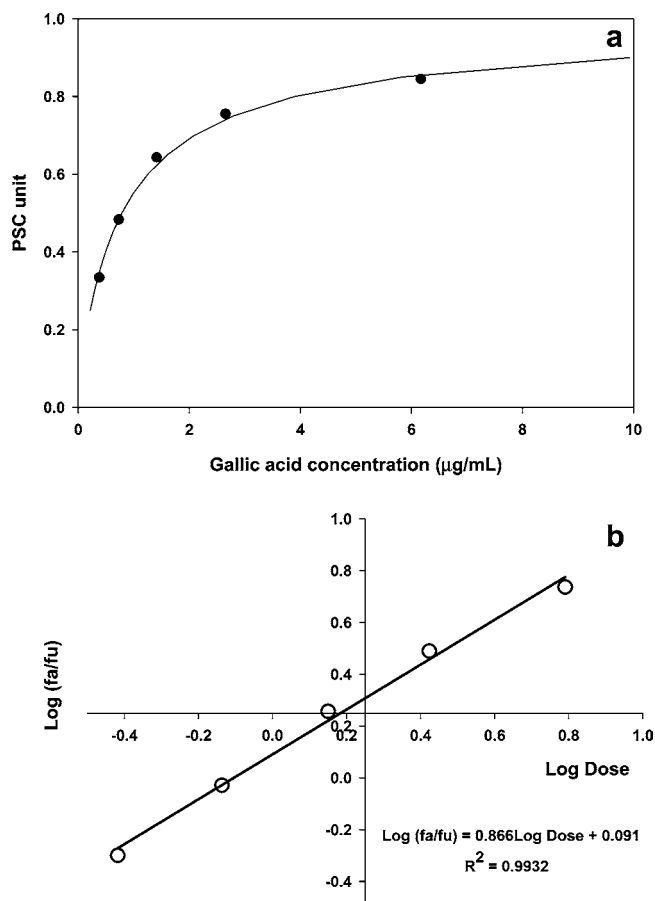 a
1.0
0.8
0.6
0.4
0.2
0.0
PSC unit
0 2 4 6 8 10
Gallic acid concentration (μg/mL)
b
1.0
0.8
0.6
0.4
0.2
0.0
-0.2
-0.4
Log (fa/fu)
-0.4 -0.2 0.0 0.2 0.4 0.6 0.8 1.0
Log Dose
Log (fa/fu) = 0.866Log Dose + 0.091
R² = 0.9932